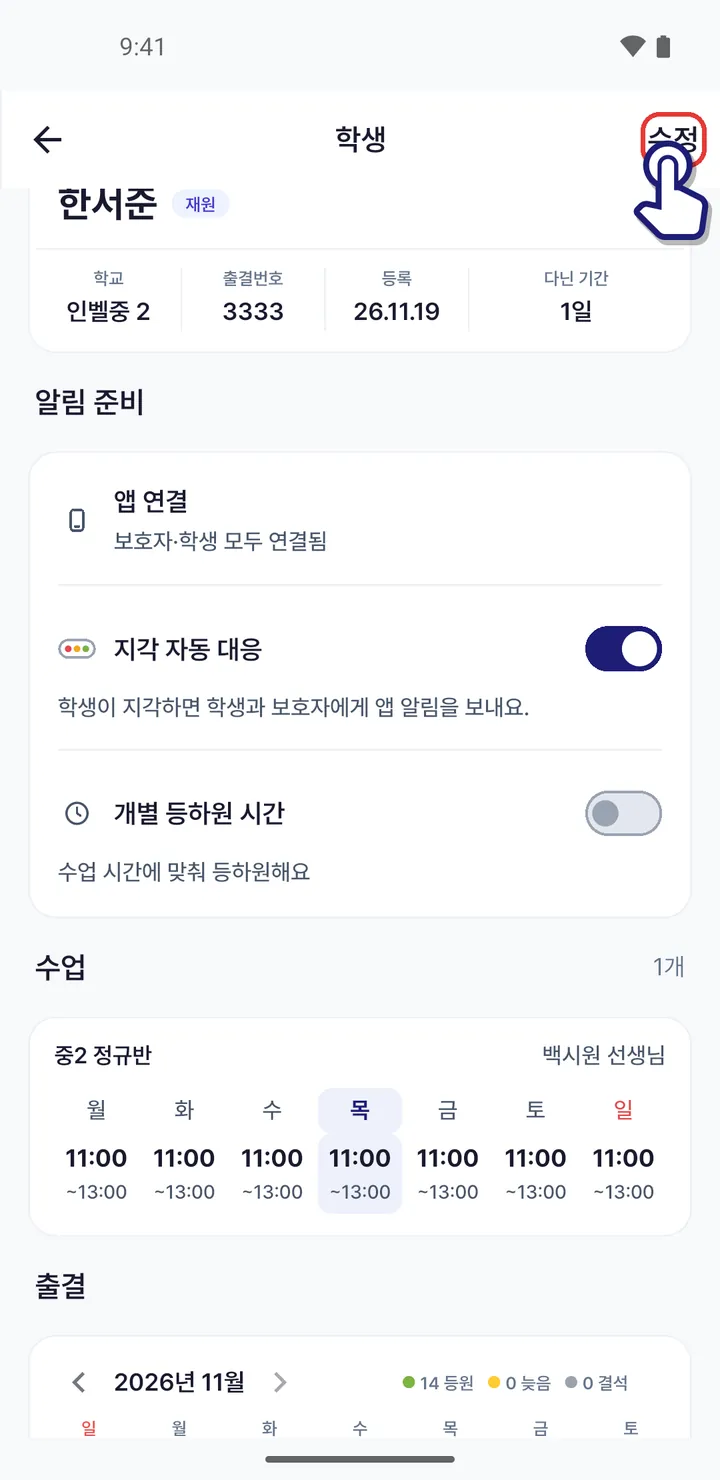 9:41
학생
수정
한서준 재원
학교 출결번호 등록 다닌 기간
인벨중 2 3333 26.11.19 1일
알림 준비
앱 연결
보호자·학생 모두 연결됨
지각 자동 대응
학생이 지각하면 학생과 보호자에게 앱 알림을 보내요.
개별 등하원 시간
수업 시간에 맞춰 등하원해요
수업 1개
중2 정규반 백시원 선생님
월 화 수 목 금 토 일
11:00 11:00 11:00 11:00 11:00 11:00 11:00
~13:00 ~13:00 ~13:00 ~13:00 ~13:00 ~13:00 ~13:00
출결
2026년 11월 14 등원 0 늦음 0 결석
일 월 화 수 목 금 토